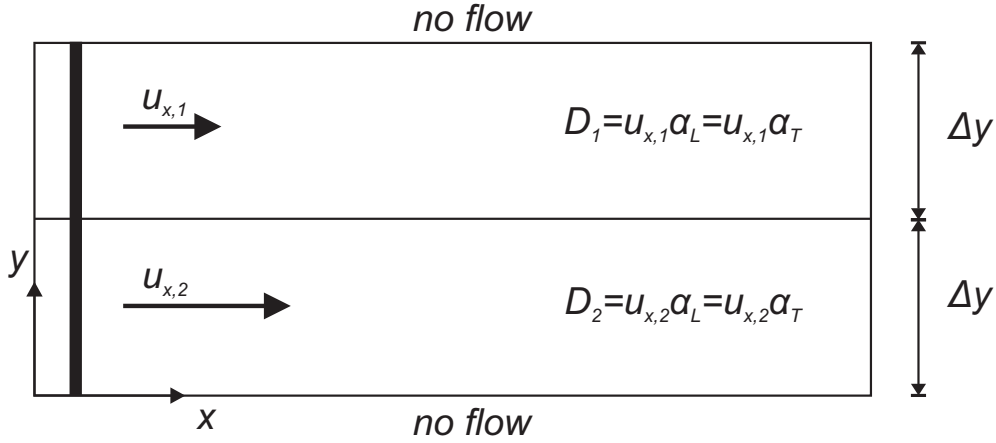 no flow
u_{x,1}
D_1=u_{x,1}α_L=u_{x,1}α_T
Δy
y
u_{x,2}
D_2=u_{x,2}α_L=u_{x,2}α_T
Δy
x
no flow